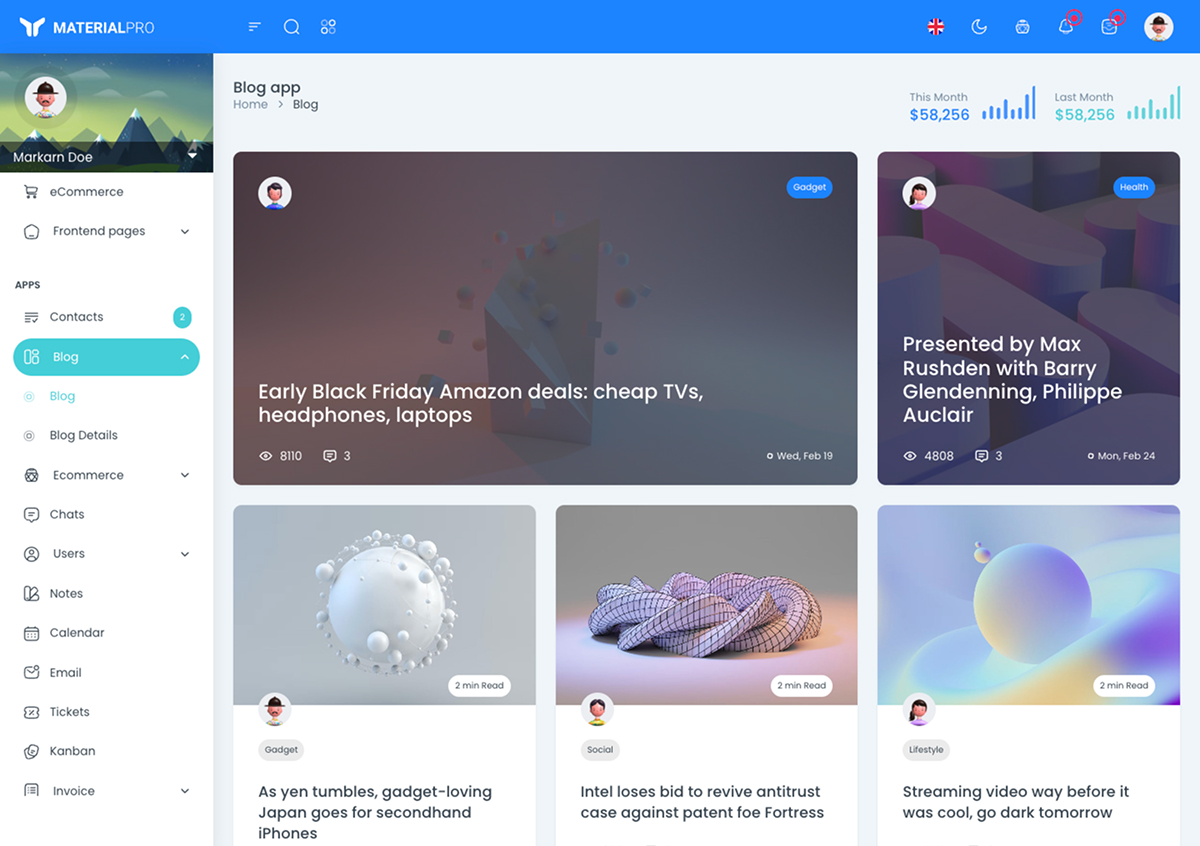 MATERIALPRO
Markarn Doe
eCommerce
Frontend pages
APPS
Contacts
2
Blog
Blog
Blog Details
Ecommerce
Chats
Users
Notes
Calendar
Email
Tickets
Kanban
Invoice
Blog app
Home > Blog
This Month
$58,256
Last Month
$58,256
Gadget
Early Black Friday Amazon deals: cheap TVs,
headphones, laptops
8110 3 Wed, Feb 19
Health
Presented by Max
Rushden with Barry
Glendenning, Philippe
Auclair
4808 3 Mon, Feb 24
2 min Read
Gadget
As yen tumbles, gadget-loving
Japan goes for secondhand
iPhones
2 min Read
Social
Intel loses bid to revive antitrust
case against patent foe Fortress
2 min Read
Lifestyle
Streaming video way before it
was cool, go dark tomorrow